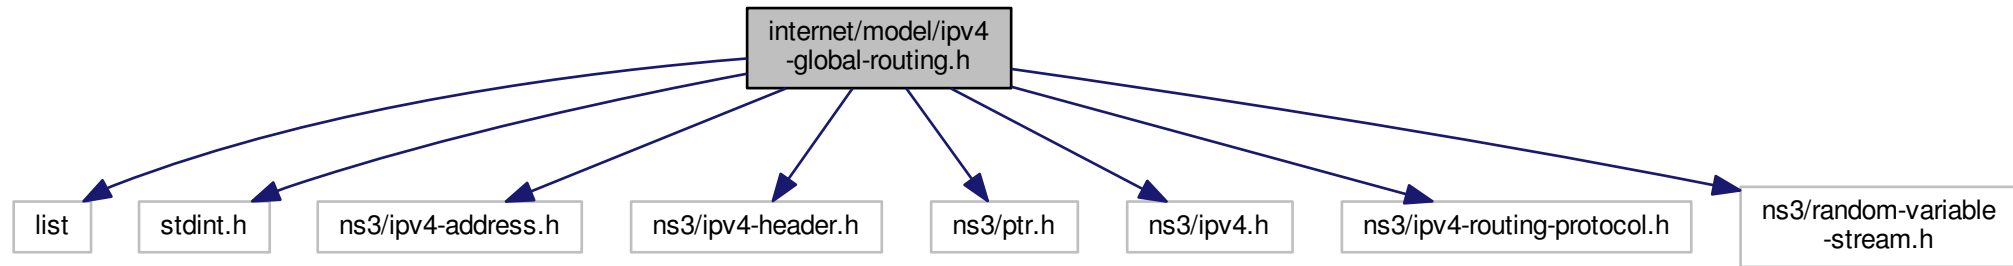 internet/model/ipv4
-global-routing.h
list
stdint.h
ns3/ipv4-address.h
ns3/ipv4-header.h
ns3/ptr.h
ns3/ipv4.h
ns3/ipv4-routing-protocol.h
ns3/random-variable
-stream.h